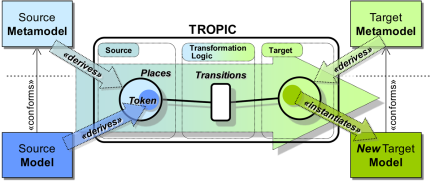 TROPIC
Source
Metamodel
Target
Metamodel
Source
Transformation
Logic
Target
«derives»
«derives»
Places
Transitions
Token
«conforms»
«conforms»
«derives»
«instantiates»
Source
Model
New Target
Model